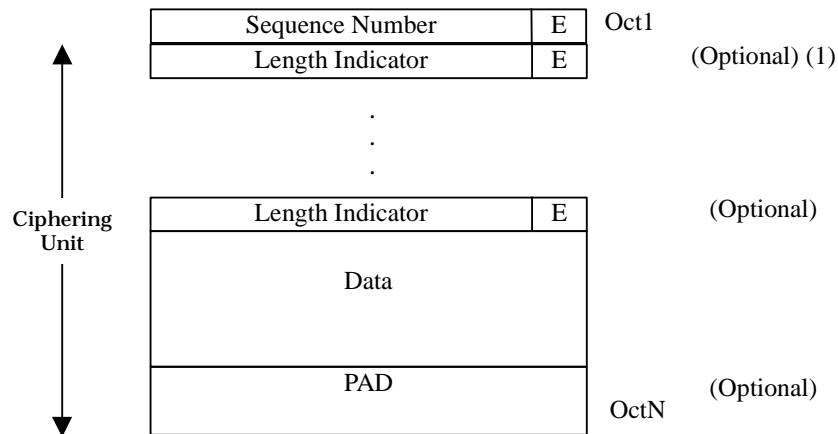 Sequence Number E Oct1
Length Indicator E (Optional) (1)
.
.
.
Length Indicator E (Optional)
Ciphering
Unit
Data
PAD (Optional)
OctN